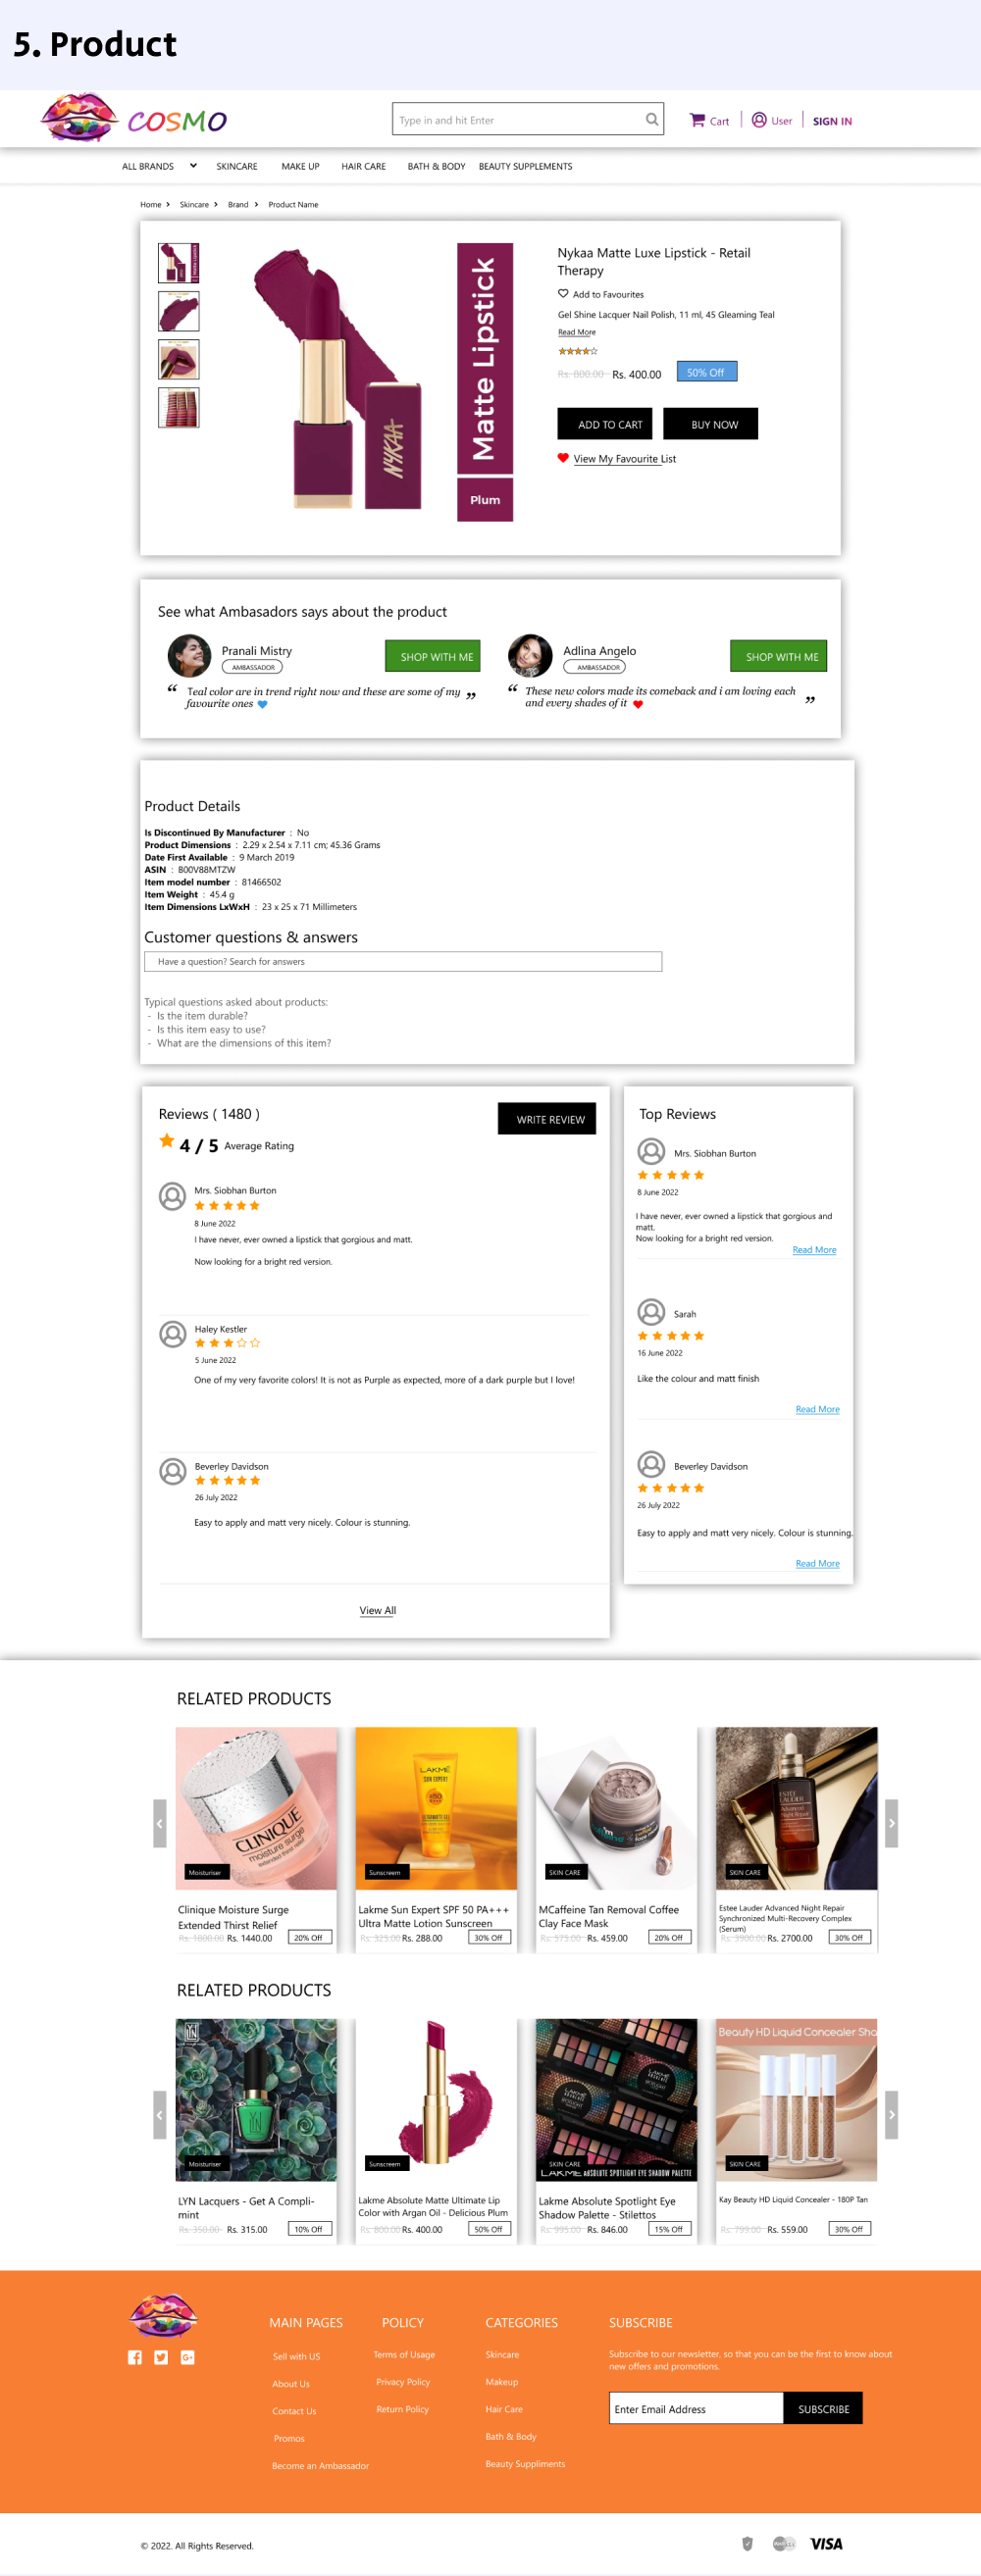 5. Product
COSMO
Type in and hit Enter
Cart
User
SIGN IN
ALL BRANDS
SKINCARE
MAKE UP
HAIR CARE
BATH & BODY
BEAUTY SUPPLEMENTS
Home > Skincare > Brand > Product Name
NYKAA
Matte Lipstick
Plum
Nykaa Matte Luxe Lipstick - Retail
Therapy
Add to Favourites
Gel Shine Lacquer Nail Polish, 11 ml, 45 Gleaming Teal
Read More
Rs. 800.00 Rs. 400.00
50% Off
ADD TO CART
BUY NOW
View My Favourite List
See what Ambasadors says about the product
Pranali Mistry
AMBASSADOR
SHOP WITH ME
“ Teal color are in trend right now and these are some of my
favourite ones ”
Adlina Angelo
AMBASSADOR
SHOP WITH ME
“ These new colors made its comeback and i am loving each
and every shades of it ”
Product Details
Is Discontinued By Manufacturer : No
Product Dimensions : 2.29 x 2.54 x 7.11 cm; 45.36 Grams
Date First Available : 9 March 2019
ASIN : B00V88MTZW
Item model number : 81466502
Item Weight : 45.4 g
Item Dimensions LxWxH : 23 x 25 x 71 Millimeters
Customer questions & answers
Have a question? Search for answers
Typical questions asked about products:
- Is the item durable?
- Is this item easy to use?
- What are the dimensions of this item?
Reviews ( 1480 )
WRITE REVIEW
4 / 5 Average Rating
Mrs. Siobhan Burton
8 June 2022
I have never, ever owned a lipstick that gorgious and matt.
Now looking for a bright red version.
Haley Kestler
5 June 2022
One of my very favorite colors! It is not as Purple as expected, more of a dark purple but I love!
Beverley Davidson
26 July 2022
Easy to apply and matt very nicely. Colour is stunning.
View All
Top Reviews
Mrs. Siobhan Burton
8 June 2022
I have never, ever owned a lipstick that gorgious and
matt.
Now looking for a bright red version.
Read More
Sarah
16 June 2022
Like the colour and matt finish
Read More
Beverley Davidson
26 July 2022
Easy to apply and matt very nicely. Colour is stunning.
Read More
RELATED PRODUCTS
CLINIQUE
moisture surge
extended thirst relief
Moisturiser
Clinique Moisture Surge
Extended Thirst Relief
Rs. 1800.00 Rs. 1440.00
20% Off
LAKMÉ
SUN EXPERT
Sunscreem
Lakme Sun Expert SPF 50 PA+++
Ultra Matte Lotion Sunscreen
Rs. 325.00 Rs. 288.00
30% Off
SKIN CARE
MCaffeine Tan Removal Coffee
Clay Face Mask
Rs. 575.00 Rs. 459.00
20% Off
ESTEE
LAUDER
Advanced
Night Repair
SKIN CARE
Estee Lauder Advanced Night Repair
Synchronized Multi-Recovery Complex
(Serum)
Rs. 3900.00 Rs. 2700.00
30% Off
RELATED PRODUCTS
LYN
Moisturiser
LYN Lacquers - Get A Compli-
mint
Rs. 350.00 Rs. 315.00
10% Off
Sunscreem
Lakme Absolute Matte Ultimate Lip
Color with Argan Oil - Delicious Plum
Rs. 800.00 Rs. 400.00
50% Off
SKIN CARE
LAKMÉ ABSOLUTE SPOTLIGHT EYE SHADOW PALETTE
Lakme Absolute Spotlight Eye
Shadow Palette - Stilettos
Rs. 995.00 Rs. 846.00
15% Off
Beauty HD Liquid Concealer Sha
SKIN CARE
Kay Beauty HD Liquid Concealer - 180P Tan
Rs. 799.00 Rs. 559.00
30% Off
MAIN PAGES
Sell with US
About Us
Contact Us
Promos
Become an Ambassador
POLICY
Terms of Usage
Privacy Policy
Return Policy
CATEGORIES
Skincare
Makeup
Hair Care
Bath & Body
Beauty Suppliments
SUBSCRIBE
Subscribe to our newsletter, so that you can be the first to know about
new offers and promotions.
Enter Email Address
SUBSCRIBE
© 2022. All Rights Reserved.
VISA